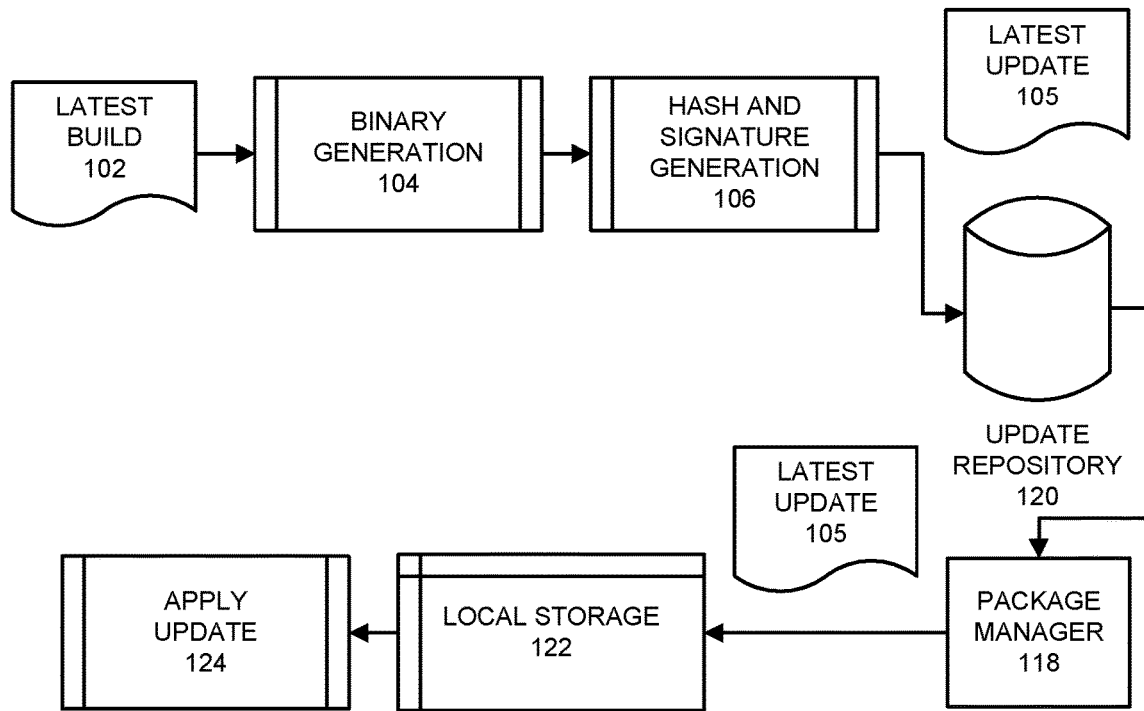 LATEST
BUILD
102
BINARY
GENERATION
104
HASH AND
SIGNATURE
GENERATION
106
LATEST
UPDATE
105
UPDATE
REPOSITORY
120
LATEST
UPDATE
105
APPLY
UPDATE
124
LOCAL STORAGE
122
PACKAGE
MANAGER
118